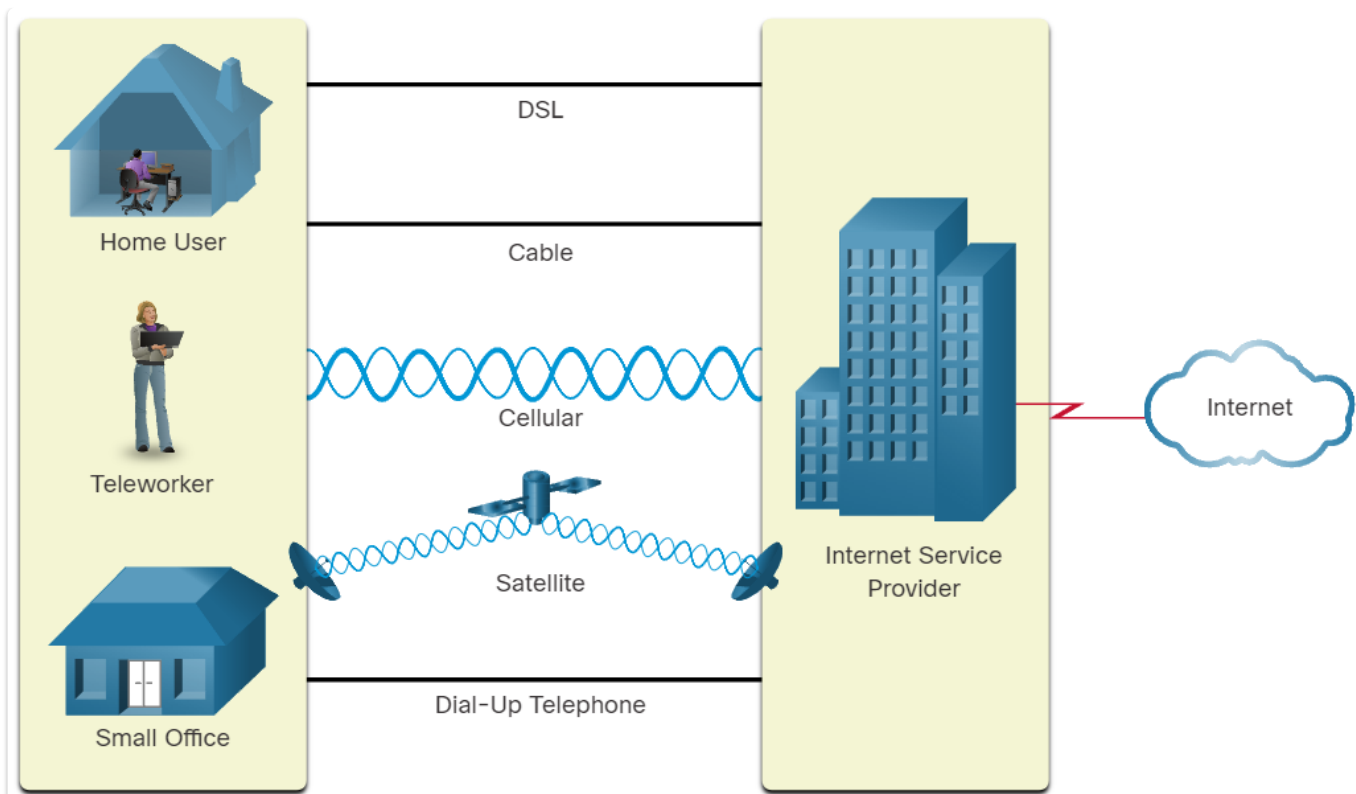 DSL
Home User
Cable
Cellular
Internet
Teleworker
Satellite
Internet Service
Provider
Dial-Up Telephone
Small Office